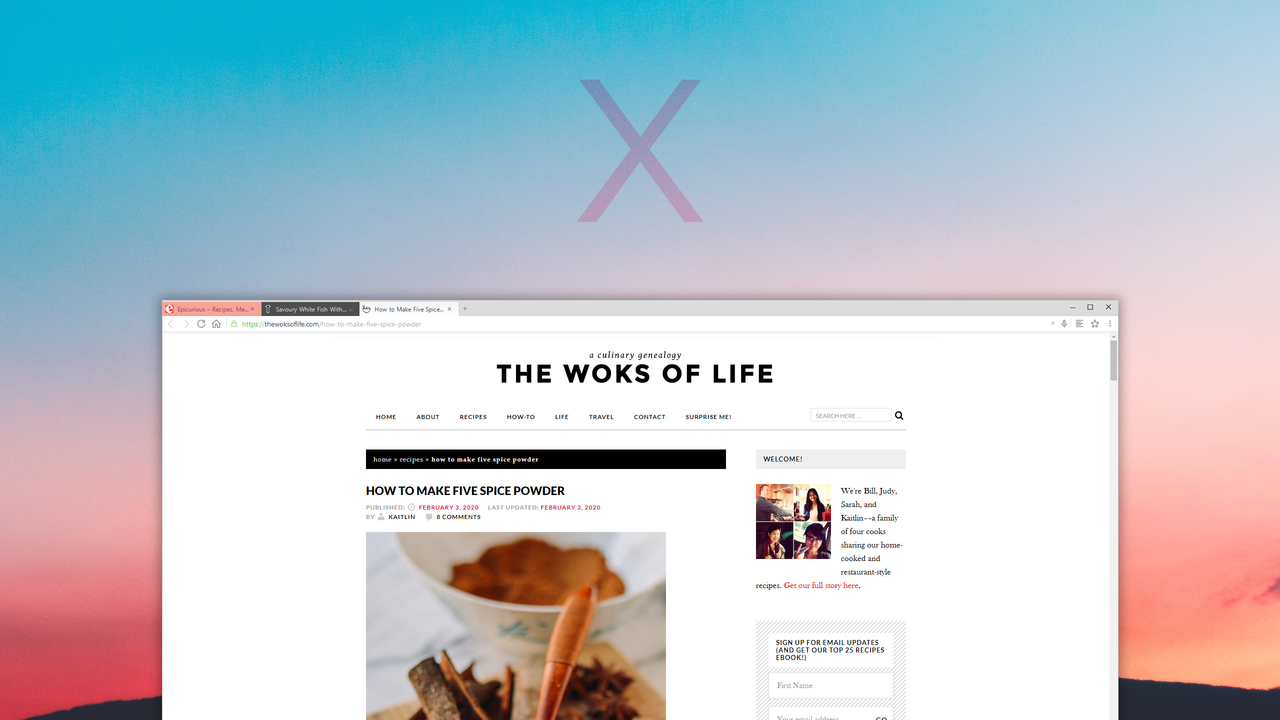 X
Epicurious – Recipes, Me...
Savoury White Fish With...
How to Make Five Spice...
https://thewoksoflife.com/how-to-make-five-spice-powder
a culinary genealogy
THE WOKS OF LIFE
HOME ABOUT RECIPES HOW-TO LIFE TRAVEL CONTACT SURPRISE ME!
SEARCH HERE ...
home » recipes » how to make five spice powder
HOW TO MAKE FIVE SPICE POWDER
PUBLISHED: FEBRUARY 3, 2020 LAST UPDATED: FEBRUARY 3, 2020
BY KAITLIN 8 COMMENTS
WELCOME!
We're Bill, Judy,
Sarah, and
Kaitlin––a family
of four cooks
sharing our home-
cooked and
restaurant-style
recipes. Get our full story here.
SIGN UP FOR EMAIL UPDATES
(AND GET OUR TOP 25 RECIPES
EBOOK!)
First Name
Your email address
GO